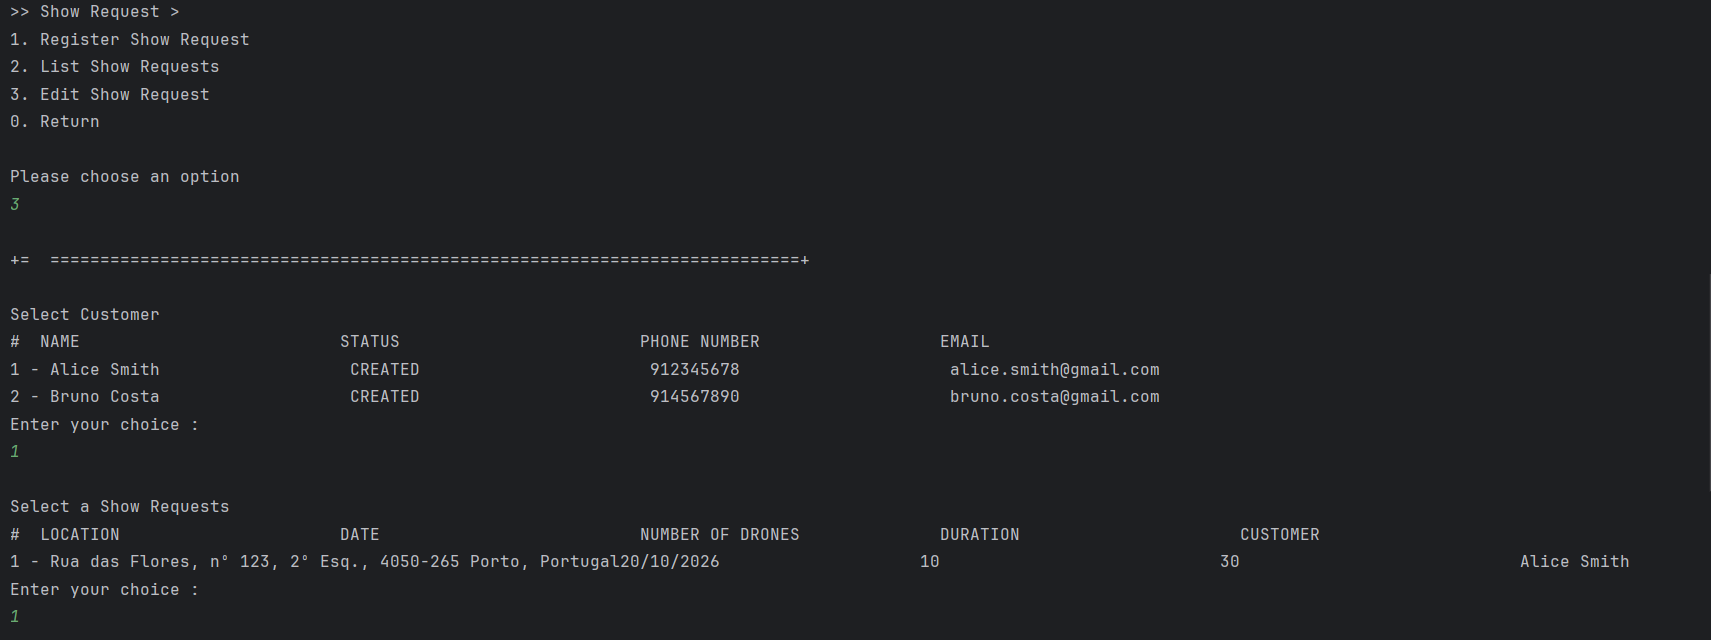 >> Show Request >
1. Register Show Request
2. List Show Requests
3. Edit Show Request
0. Return
Please choose an option
3
+=  ===========================================================================+
Select Customer
#  NAME                          STATUS                        PHONE NUMBER                  EMAIL
1 - Alice Smith                   CREATED                       912345678                     alice.smith@gmail.com
2 - Bruno Costa                   CREATED                       914567890                     bruno.costa@gmail.com
Enter your choice :
1
Select a Show Requests
#  LOCATION                      DATE                          NUMBER OF DRONES              DURATION                      CUSTOMER
1 - Rua das Flores, nº 123, 2º Esq., 4050-265 Porto, Portugal20/10/2026                    10                            30                            Alice Smith
Enter your choice :
1